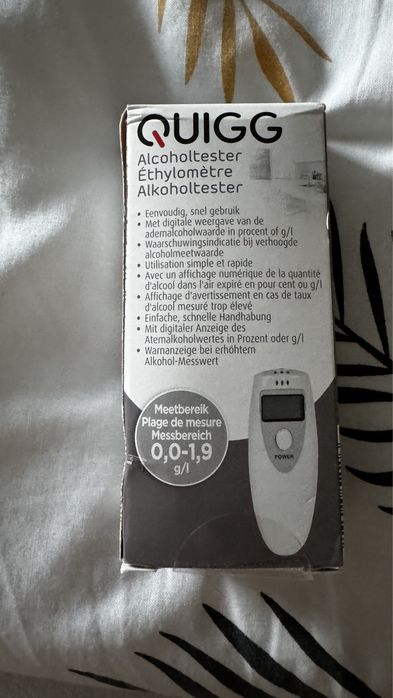 QUIGG
Alcoholtester
Éthylomètre
Alkoholtester
• Eenvoudig, snel gebruik
• Met digitale weergave van de
ademalcoholwaarde in procent of g/l
• Waarschuwingsindicatie bij verhoogde
alcoholmeetwaarde
• Utilisation simple et rapide
• Avec un affichage numérique de la quantité
d'alcool dans l'air expiré en pour cent ou g/l
• Affichage d'avertissement en cas de taux
d'alcool mesuré trop élevé
• Einfache, schnelle Handhabung
• Mit digitaler Anzeige des
Atemalkoholwertes in Prozent oder g/l
• Warnanzeige bei erhöhtem
Alkohol-Messwert
Meetbereik
Plage de mesure
Messbereich
0,0-1,9
g/l
POWER